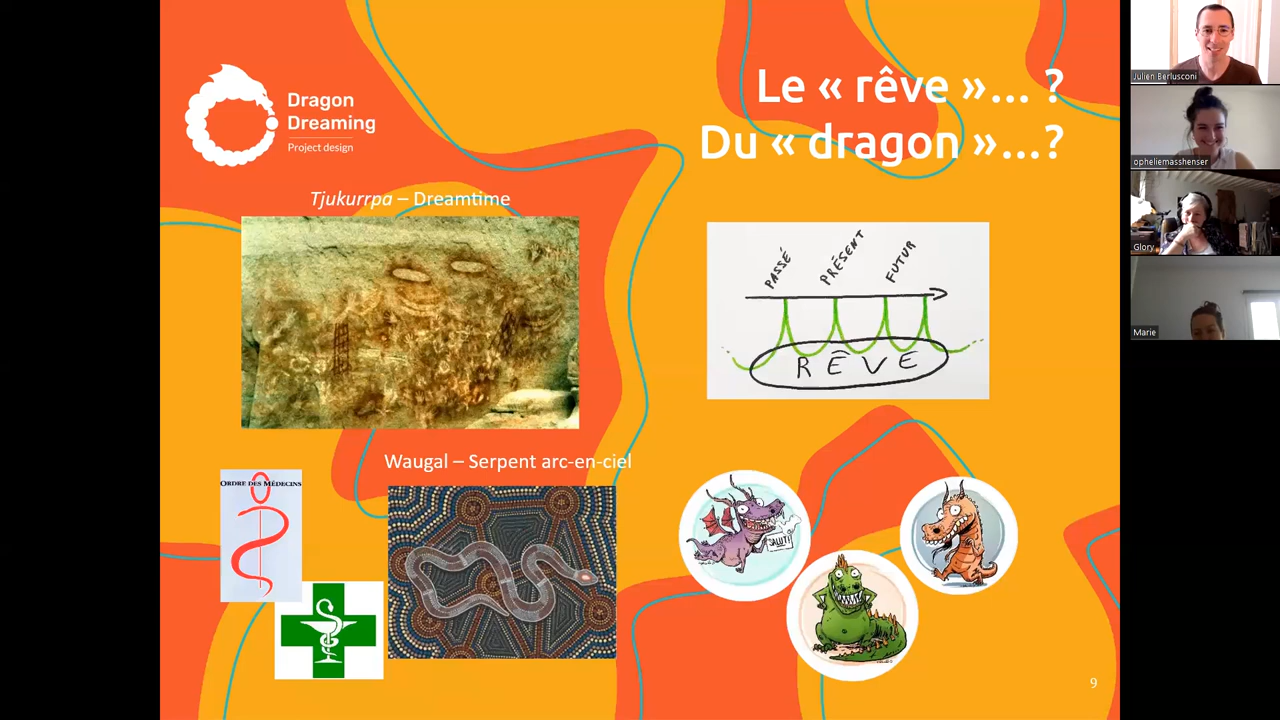 Dragon
Dreaming
Project design
Le « rêve »... ?
Du « dragon »...?
Tjukurrpa – Dreamtime
PASSÉ
PRÉSENT
FUTUR
RÊVE
Waugal – Serpent arc-en-ciel
ORDRE DES MÉDECINS
SALUT!
9
Julien Berlusconi
opheliemasshenser
Glory
Marie